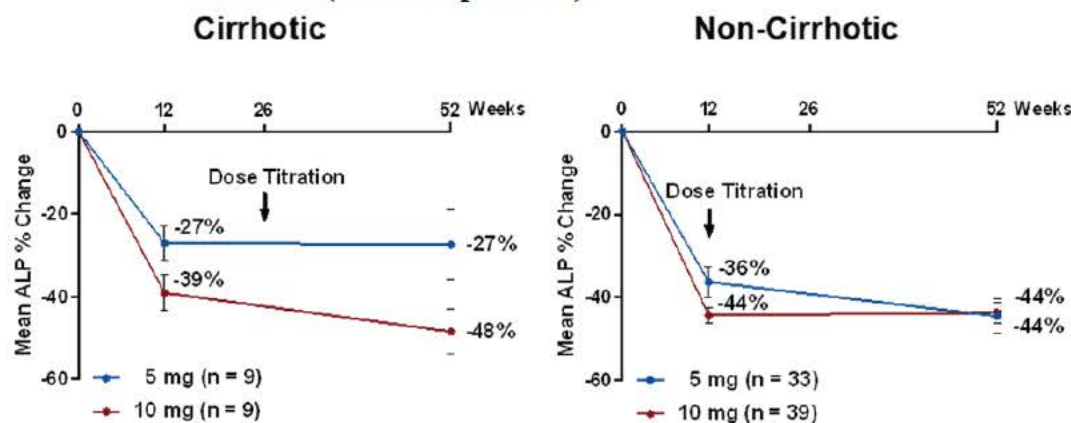 Cirrhotic
0 12 26 52 Weeks
0
Dose Titration
-20
-27%
-27%
-39%
-40
-48%
-60
Mean ALP % Change
5 mg (n = 9)
10 mg (n = 9)
Non-Cirrhotic
0 12 26 52 Weeks
0
Dose Titration
-20
-36%
-40
-44%
-44%
-44%
-60
Mean ALP % Change
5 mg (n = 33)
10 mg (n = 39)